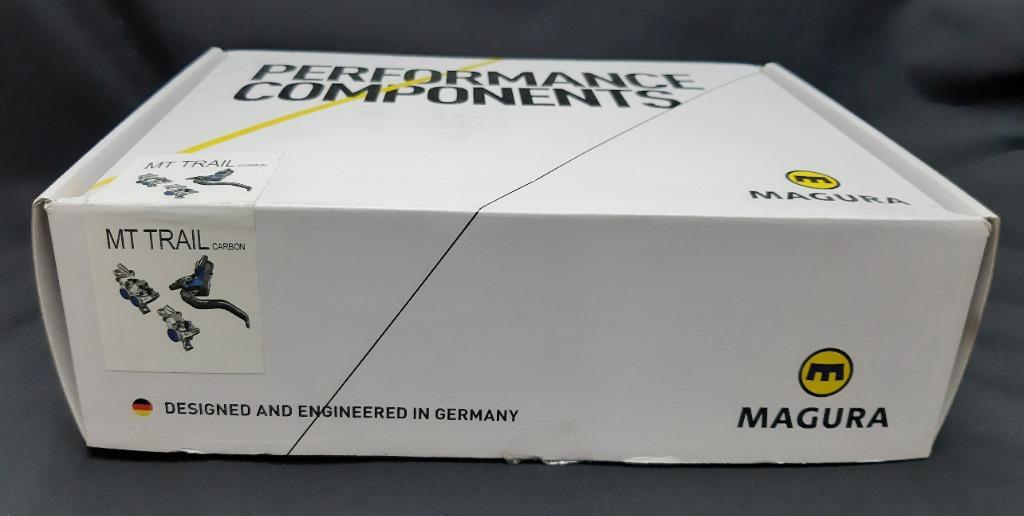 PERFORMANCE
COMPONENTS
MT TRAIL CARBON
MAGURA
MT TRAIL CARBON
DESIGNED AND ENGINEERED IN GERMANY
MAGURA